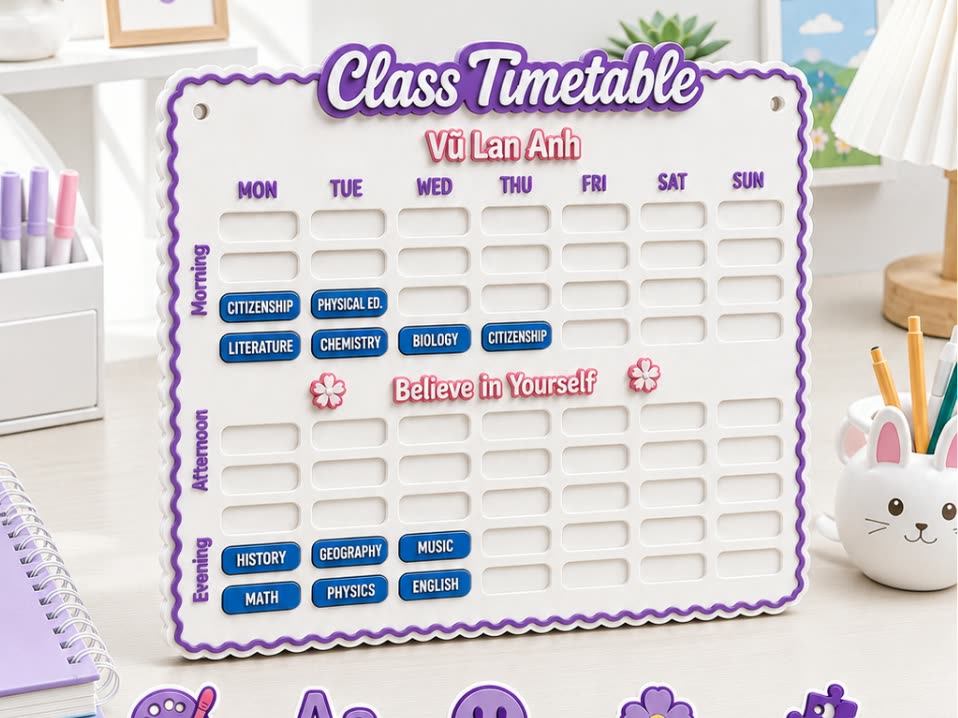 Class Timetable
Vũ Lan Anh
MON TUE WED THU FRI SAT SUN
Morning
CITIZENSHIP PHYSICAL ED.
LITERATURE CHEMISTRY BIOLOGY CITIZENSHIP
Believe in Yourself
Afternoon
Evening
HISTORY GEOGRAPHY MUSIC
MATH PHYSICS ENGLISH
Aa